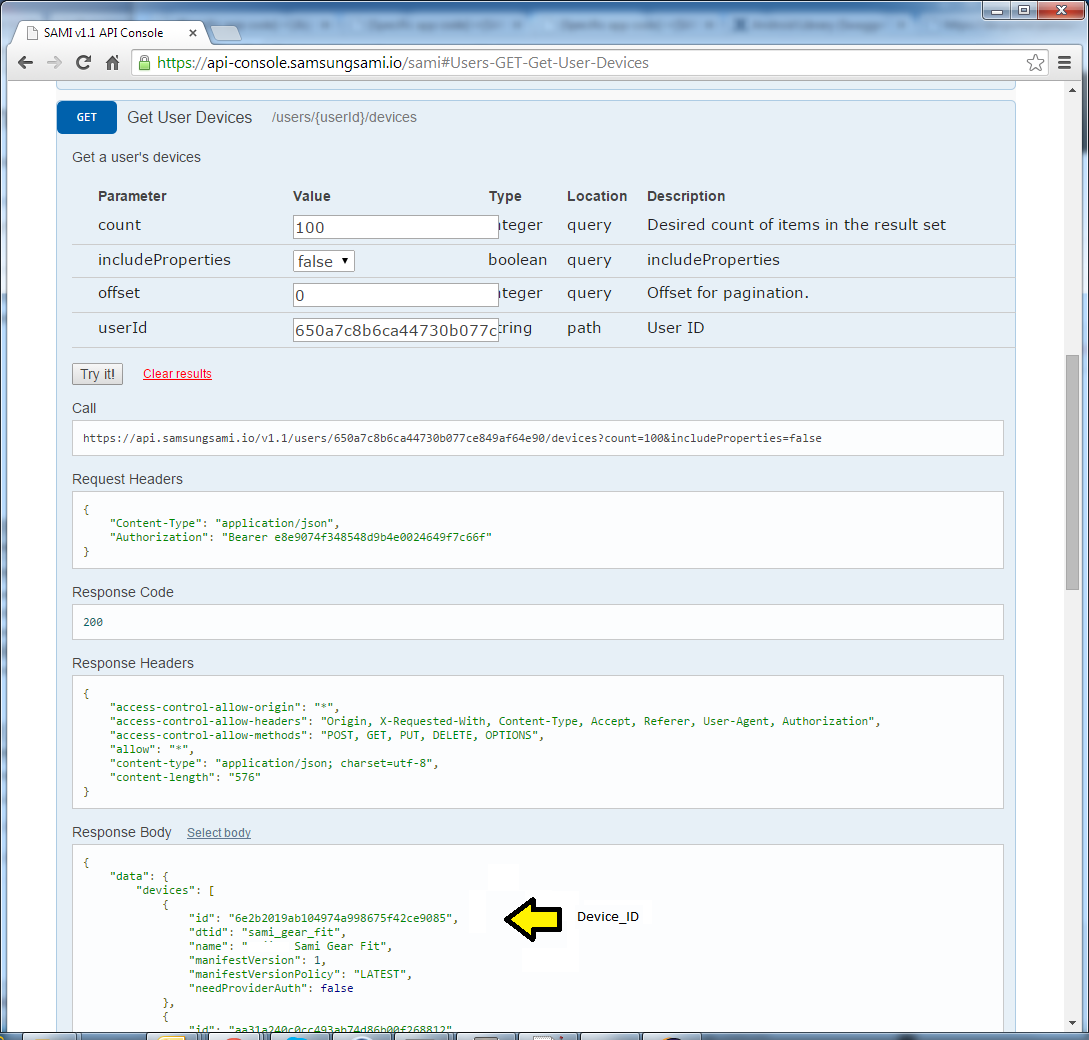 SAMI v1.1 API Console
https://api-console.samsungsami.io/sami#Users-GET-Get-User-Devices
GET Get User Devices /users/{userId}/devices
Get a user's devices
Parameter Value Type Location Description
count 100 nteger query Desired count of items in the result set
includeProperties false boolean query includeProperties
offset 0 nteger query Offset for pagination.
userId 650a7c8b6ca44730b077c tring path User ID
Try it! Clear results
Call
https://api.samsungsami.io/v1.1/users/650a7c8b6ca44730b077ce849af64e90/devices?count=100&includeProperties=false
Request Headers
{
"Content-Type": "application/json",
"Authorization": "Bearer e8e9074f348548d9b4e0024649f7c66f"
}
Response Code
200
Response Headers
{
"access-control-allow-origin": "*",
"access-control-allow-headers": "Origin, X-Requested-With, Content-Type, Accept, Referer, User-Agent, Authorization",
"access-control-allow-methods": "POST, GET, PUT, DELETE, OPTIONS",
"allow": "*",
"content-type": "application/json; charset=utf-8",
"content-length": "576"
}
Response Body Select body
{
"data": {
"devices": [
{
"id": "6e2b2019ab104974a998675f42ce9085", Device_ID
"dtid": "sami_gear_fit",
"name": " Sami Gear Fit",
"manifestVersion": 1,
"manifestVersionPolicy": "LATEST",
"needProviderAuth": false
},
{
"id": "aa31a240c0cc493ab74d86b00f268812"